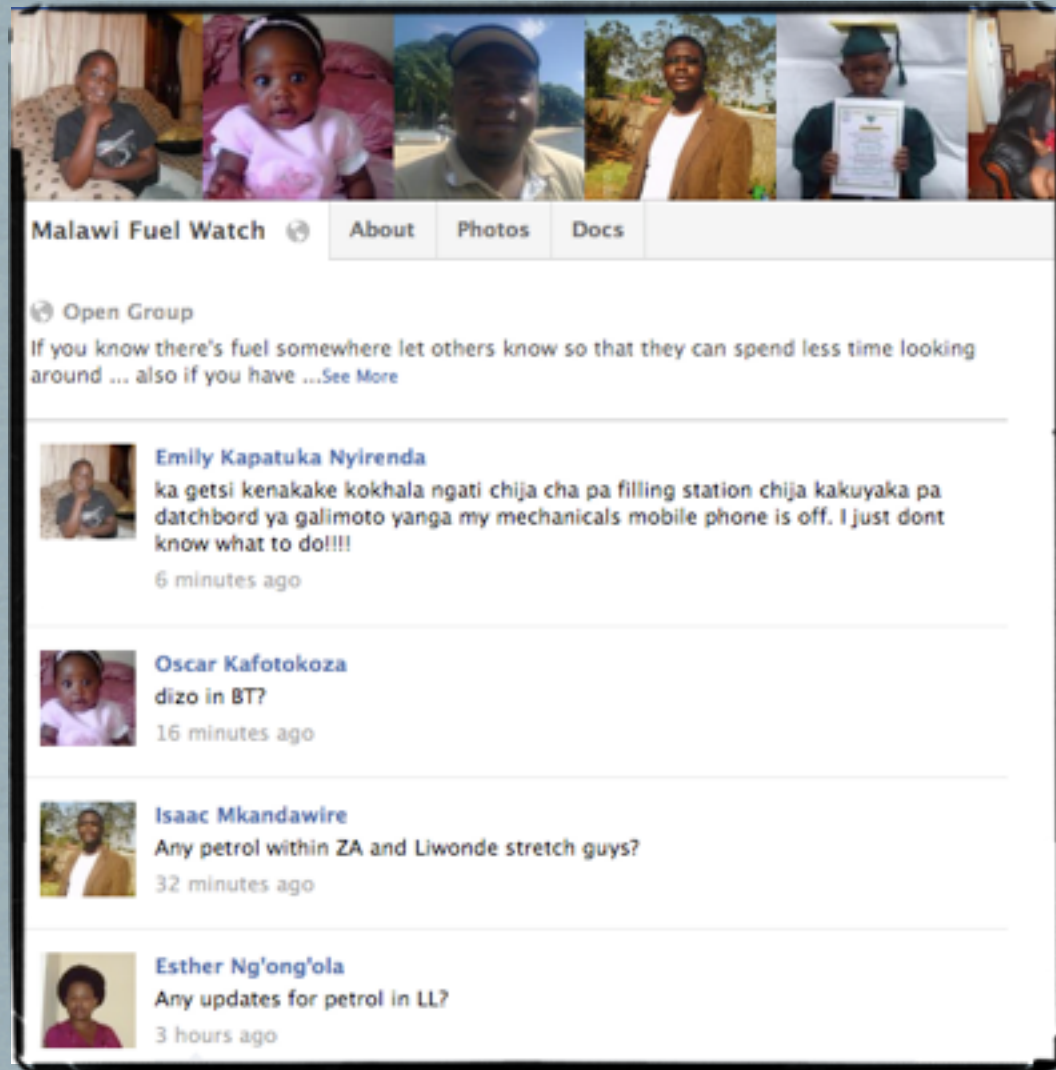 Malawi Fuel Watch
About
Photos
Docs
Open Group
If you know there's fuel somewhere let others know so that they can spend less time looking
around ... also if you have ...See More
Emily Kapatuka Nyirenda
ka getsi kenakake kokhala ngati chija cha pa filling station chija kakuyaka pa
datchbord ya galimoto yanga my mechanicals mobile phone is off. I just dont
know what to do!!!!
6 minutes ago
Oscar Kafotokoza
dizo in BT?
16 minutes ago
Isaac Mkandawire
Any petrol within ZA and Liwonde stretch guys?
32 minutes ago
Esther Ng'ong'ola
Any updates for petrol in LL?
3 hours ago